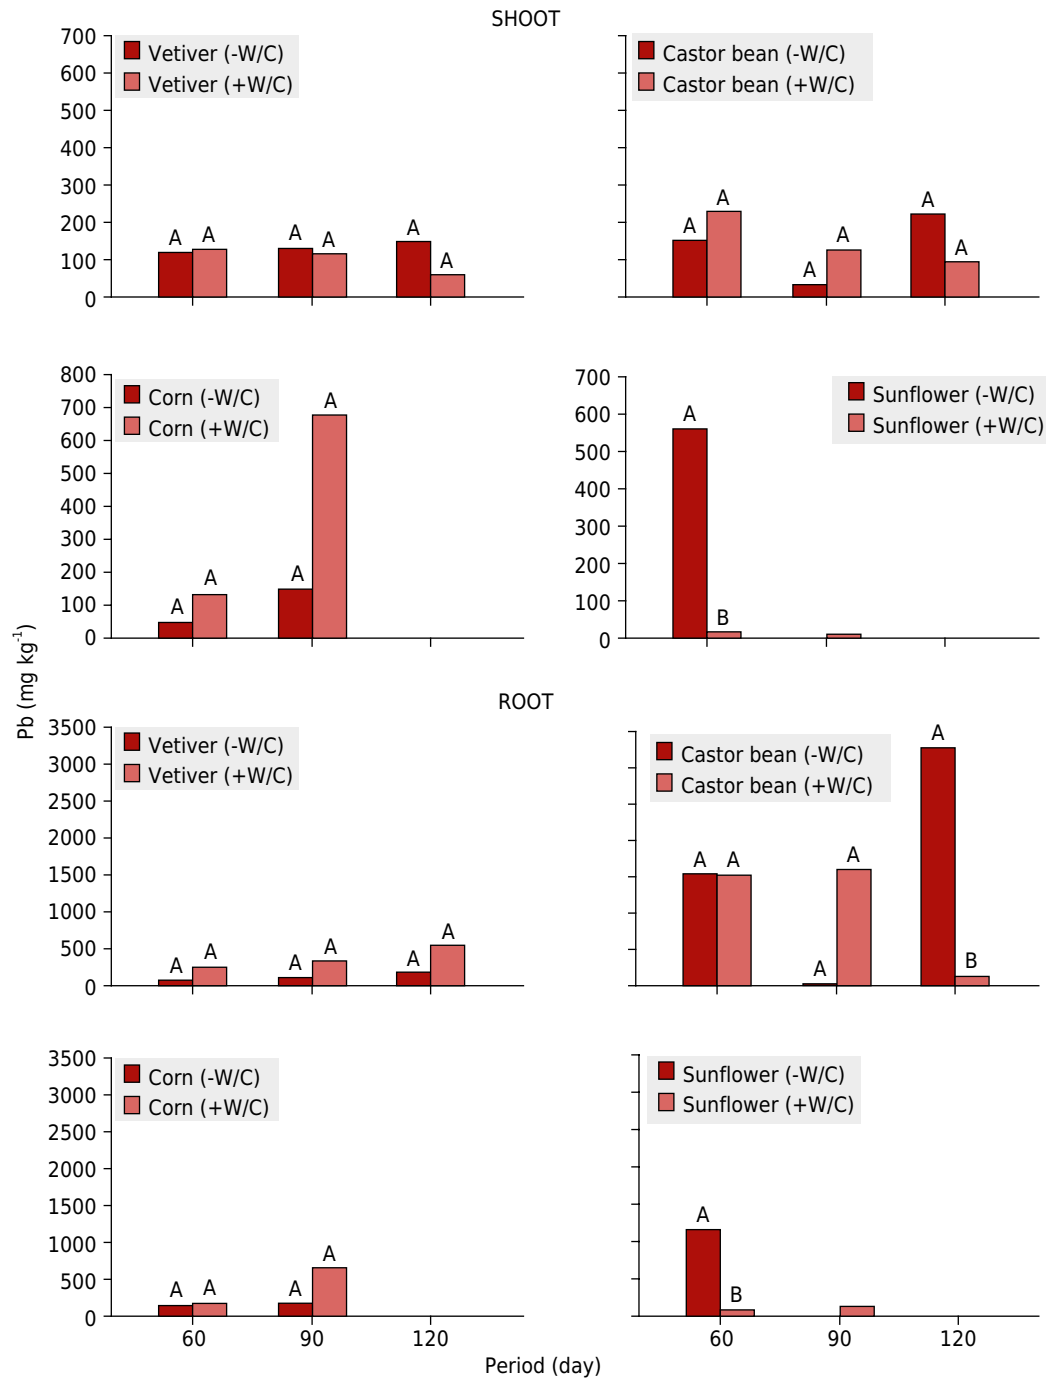 SHOOT
700
600
500
400
300
200
100
0
Vetiver (-W/C)
Vetiver (+W/C)
A A A A A A
Castor bean (-W/C)
Castor bean (+W/C)
A A A A A A
800
700
600
500
400
300
200
100
0
Corn (-W/C)
Corn (+W/C)
A A A A
700
600
500
400
300
200
100
0
Sunflower (-W/C)
Sunflower (+W/C)
A B
Pb (mg kg-1)
ROOT
3500
3000
2500
2000
1500
1000
500
0
Vetiver (-W/C)
Vetiver (+W/C)
A A A A A A
Castor bean (-W/C)
Castor bean (+W/C)
A A A A A B
3500
3000
2500
2000
1500
1000
500
0
Corn (-W/C)
Corn (+W/C)
A A A A
60 90 120
Sunflower (-W/C)
Sunflower (+W/C)
A B
60 90 120
Period (day)